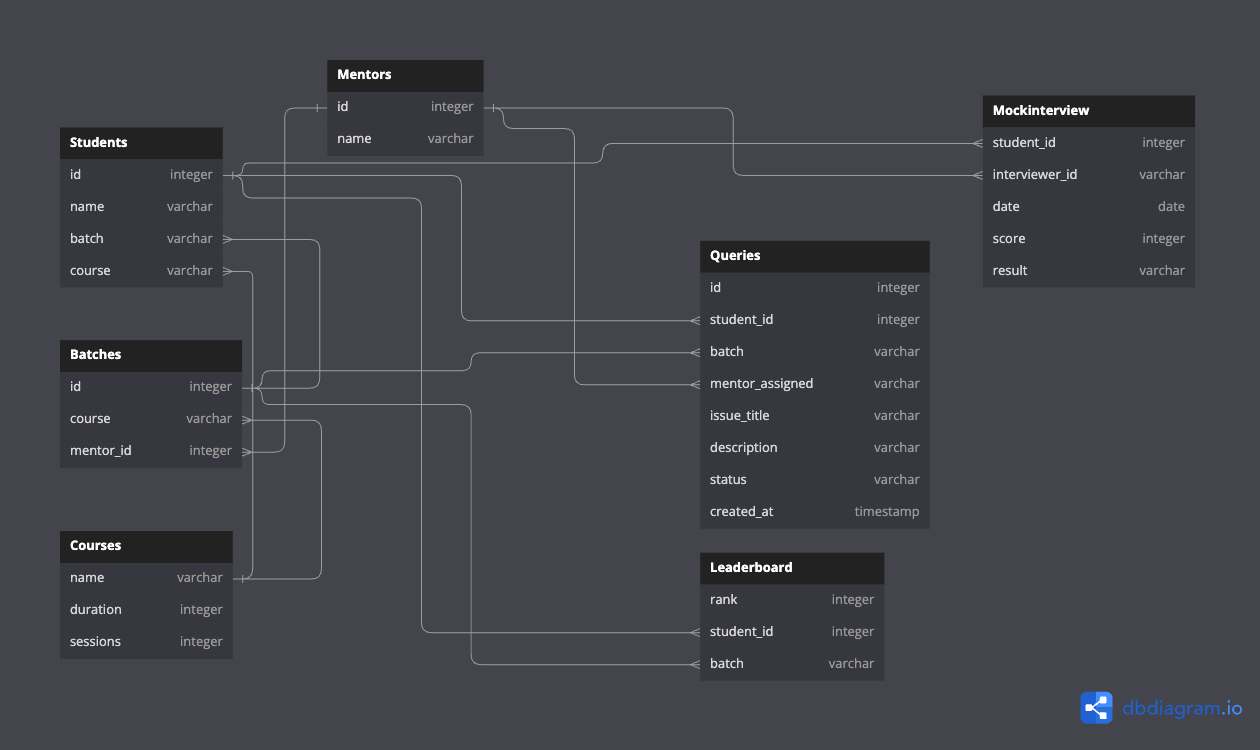 Mentors
id integer
name varchar
Students
id integer
name varchar
batch varchar
course varchar
Batches
id integer
course varchar
mentor_id integer
Courses
name varchar
duration integer
sessions integer
Mockinterview
student_id integer
interviewer_id varchar
date date
score integer
result varchar
Queries
id integer
student_id integer
batch varchar
mentor_assigned varchar
issue_title varchar
description varchar
status varchar
created_at timestamp
Leaderboard
rank integer
student_id integer
batch varchar
dbdiagram.io